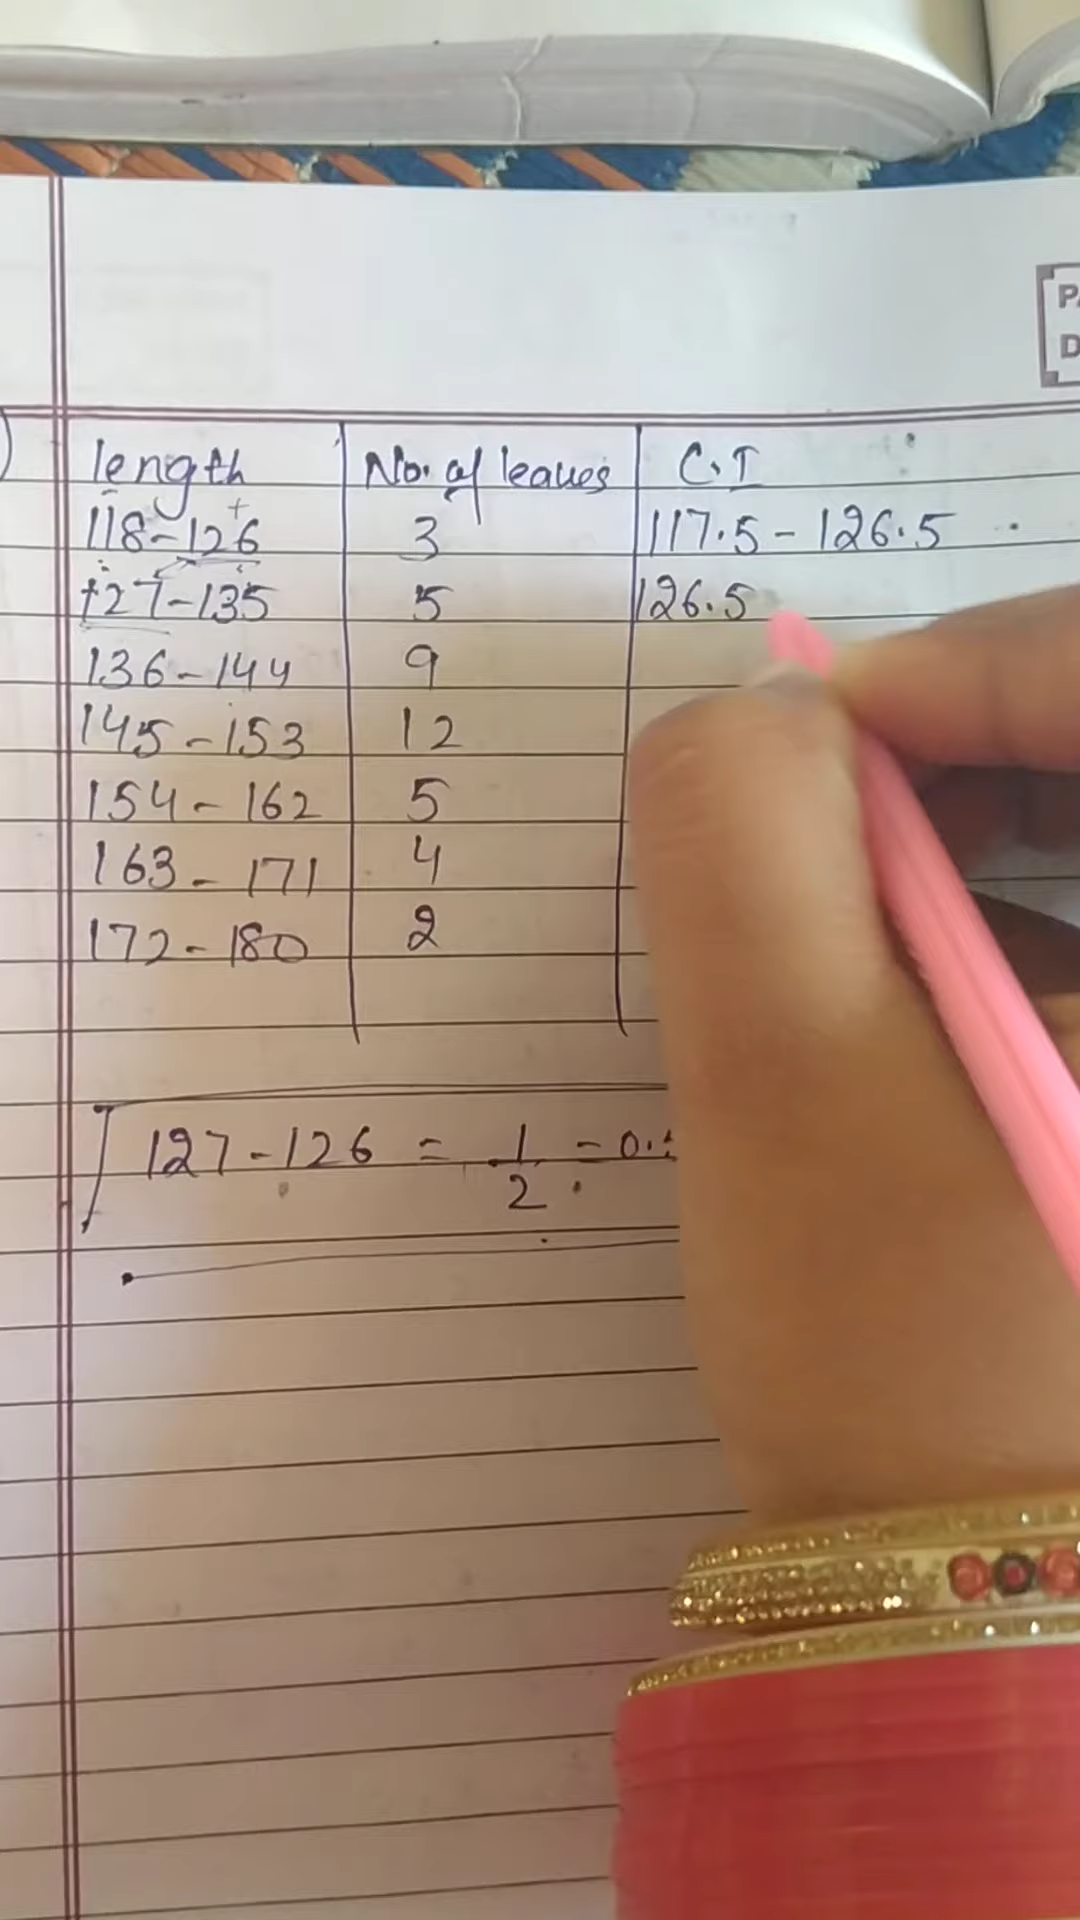 length No. of leaves C.I
118-126 3 117.5 - 126.5
127-135 5 126.5
136-144 9
145-153 12
154-162 5
163-171 4
172-180 2
127-126 = 1/2 = 0.